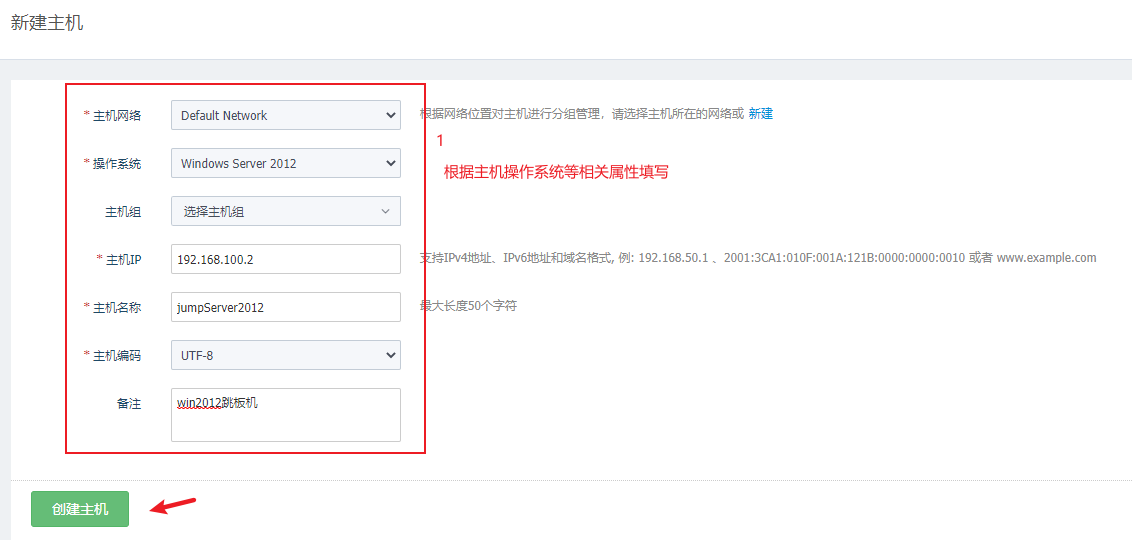 新建主机
* 主机网络 Default Network 根据网络位置对主机进行分组管理，请选择主机所在的网络或 新建
1
* 操作系统 Windows Server 2012 根据主机操作系统等相关属性填写
主机组 选择主机组
* 主机IP 192.168.100.2 支持IPv4地址、IPv6地址和域名格式, 例: 192.168.50.1 、2001:3CA1:010F:001A:121B:0000:0000:0010 或者 www.example.com
* 主机名称 jumpServer2012 最大长度50个字符
* 主机编码 UTF-8
备注 win2012跳板机
创建主机